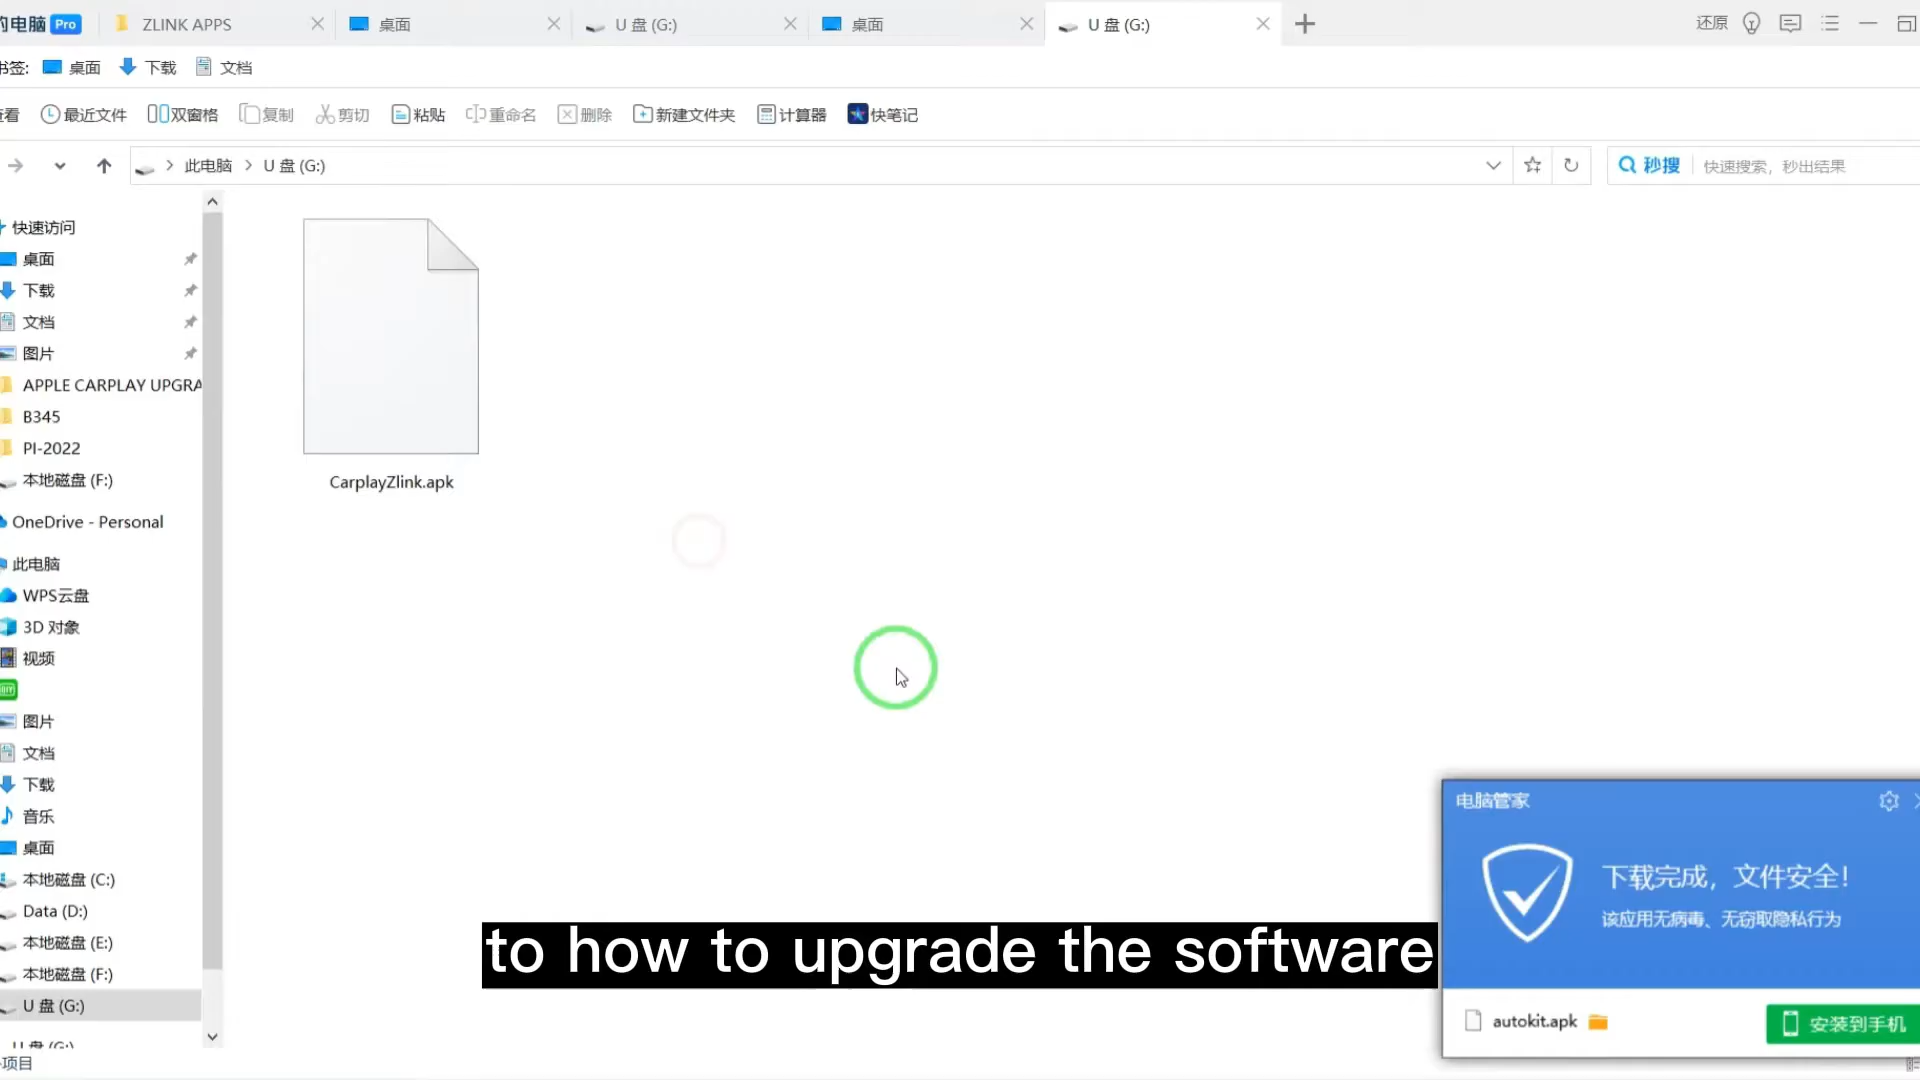 的电脑 Pro
ZLINK APPS
桌面
U 盘 (G:)
桌面
U 盘 (G:)
还原
书签:
桌面
下载
文档
查看
最近文件
双窗格
复制
剪切
粘贴
重命名
删除
新建文件夹
计算器
快笔记
此电脑
U 盘 (G:)
秒搜
快速搜索，秒出结果
快速访问
桌面
下载
文档
图片
APPLE CARPLAY UPGRA
B345
PI-2022
本地磁盘 (F:)
OneDrive - Personal
此电脑
WPS云盘
3D 对象
视频
图片
文档
下载
音乐
桌面
本地磁盘 (C:)
Data (D:)
本地磁盘 (E:)
本地磁盘 (F:)
U 盘 (G:)
U 盘 (G:)
项目
CarplayZlink.apk
to how to upgrade the software
电脑管家
下载完成，文件安全！
该应用无病毒、无窃取隐私行为
autokit.apk
安装到手机